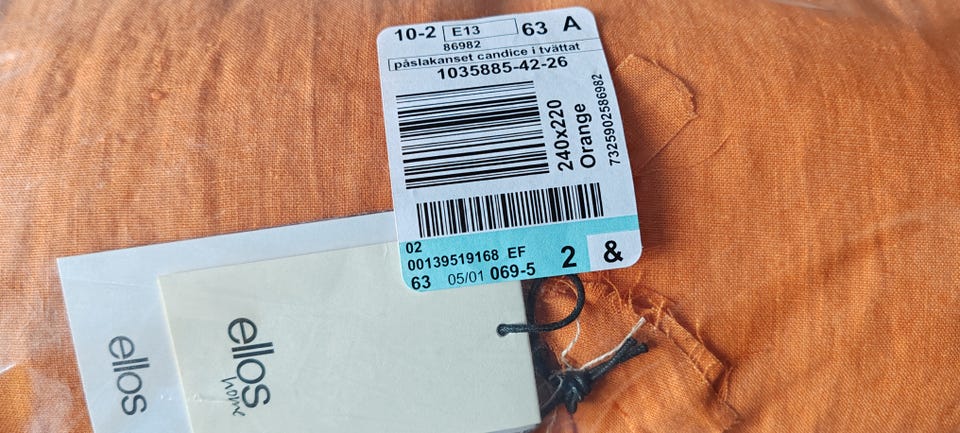 10-2 E13 63 A
86982
påslakanset candice i tvättat
1035885-42-26
240x220
Orange
7325902586982
02
00139519168 EF
63 05/01 069-5 2 &
ellos
ellos
home